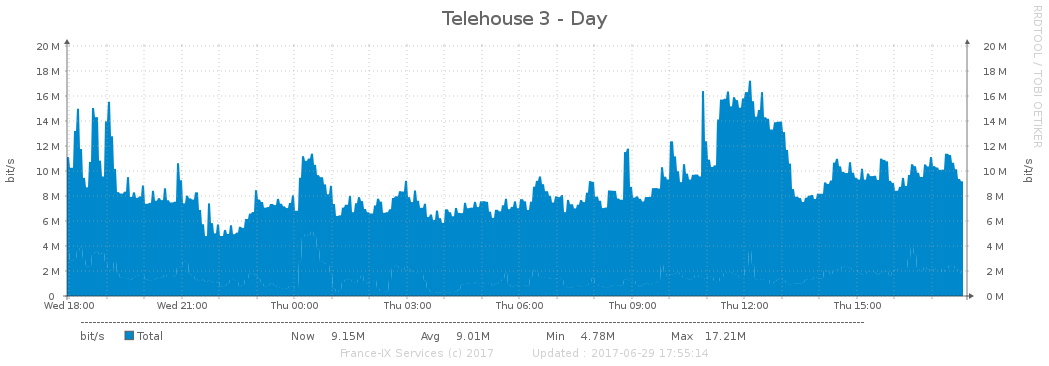 Telehouse 3 - Day
RRDTOOL / TOBI OETIKER
bit/s
bit/s
20 M 20 M
18 M 18 M
16 M 16 M
14 M 14 M
12 M 12 M
10 M 10 M
8 M 8 M
6 M 6 M
4 M 4 M
2 M 2 M
0 0 M
Wed 18:00 Wed 21:00 Thu 00:00 Thu 03:00 Thu 06:00 Thu 09:00 Thu 12:00 Thu 15:00
bit/s Total Now 9.15M Avg 9.01M Min 4.78M Max 17.21M
France-IX Services (c) 2017 Updated : 2017-06-29 17:55:14